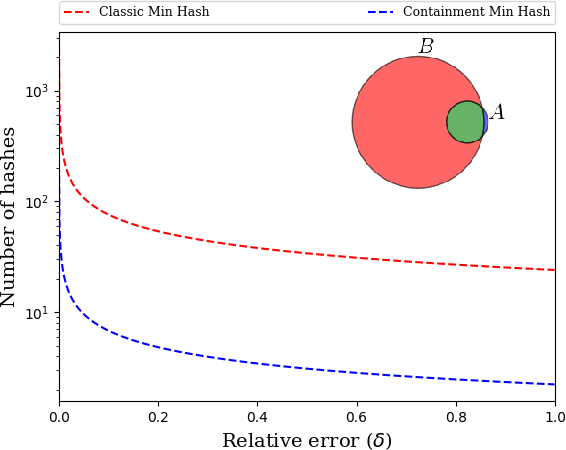 Classic Min Hash Containment Min Hash
B
A
Number of hashes
10³
10²
10¹
0.0 0.2 0.4 0.6 0.8 1.0
Relative error (δ)